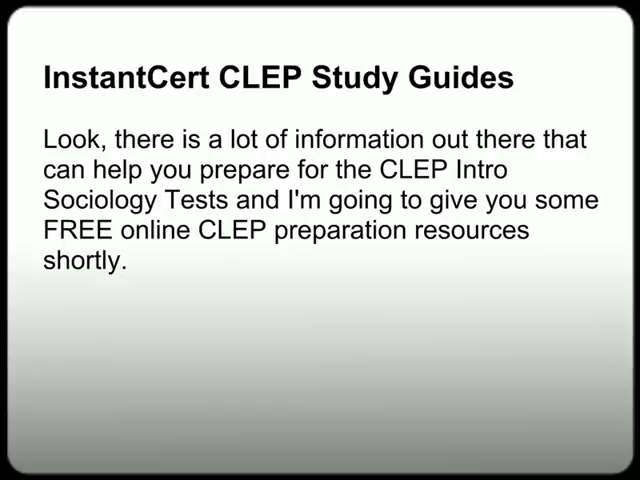 InstantCert CLEP Study Guides
Look, there is a lot of information out there that
can help you prepare for the CLEP Intro
Sociology Tests and I'm going to give you some
FREE online CLEP preparation resources
shortly.